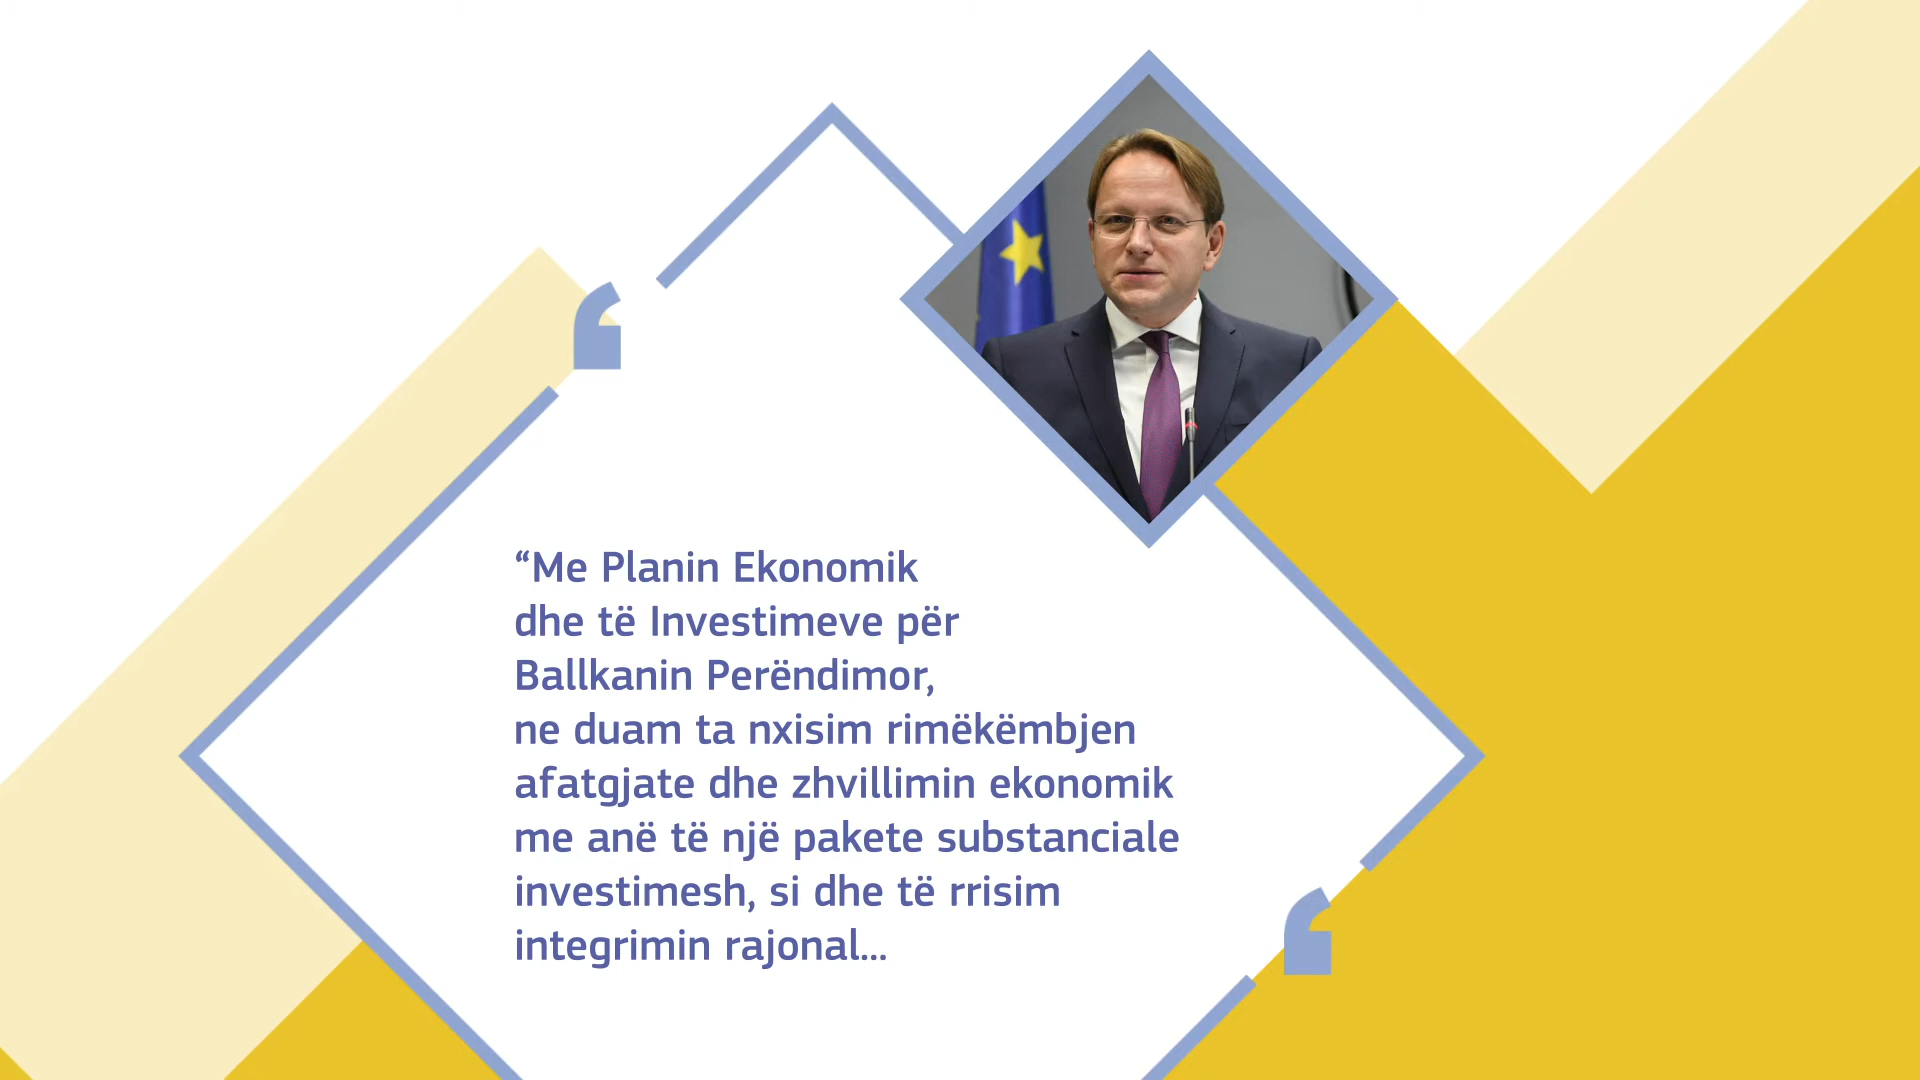 “Me Planin Ekonomik
dhe të Investimeve për
Ballkanin Perëndimor,
ne duam ta nxisim rimëkëmbjen
afatgjate dhe zhvillimin ekonomik
me anë të një pakete substanciale
investimesh, si dhe të rrisim
integrimin rajonal...